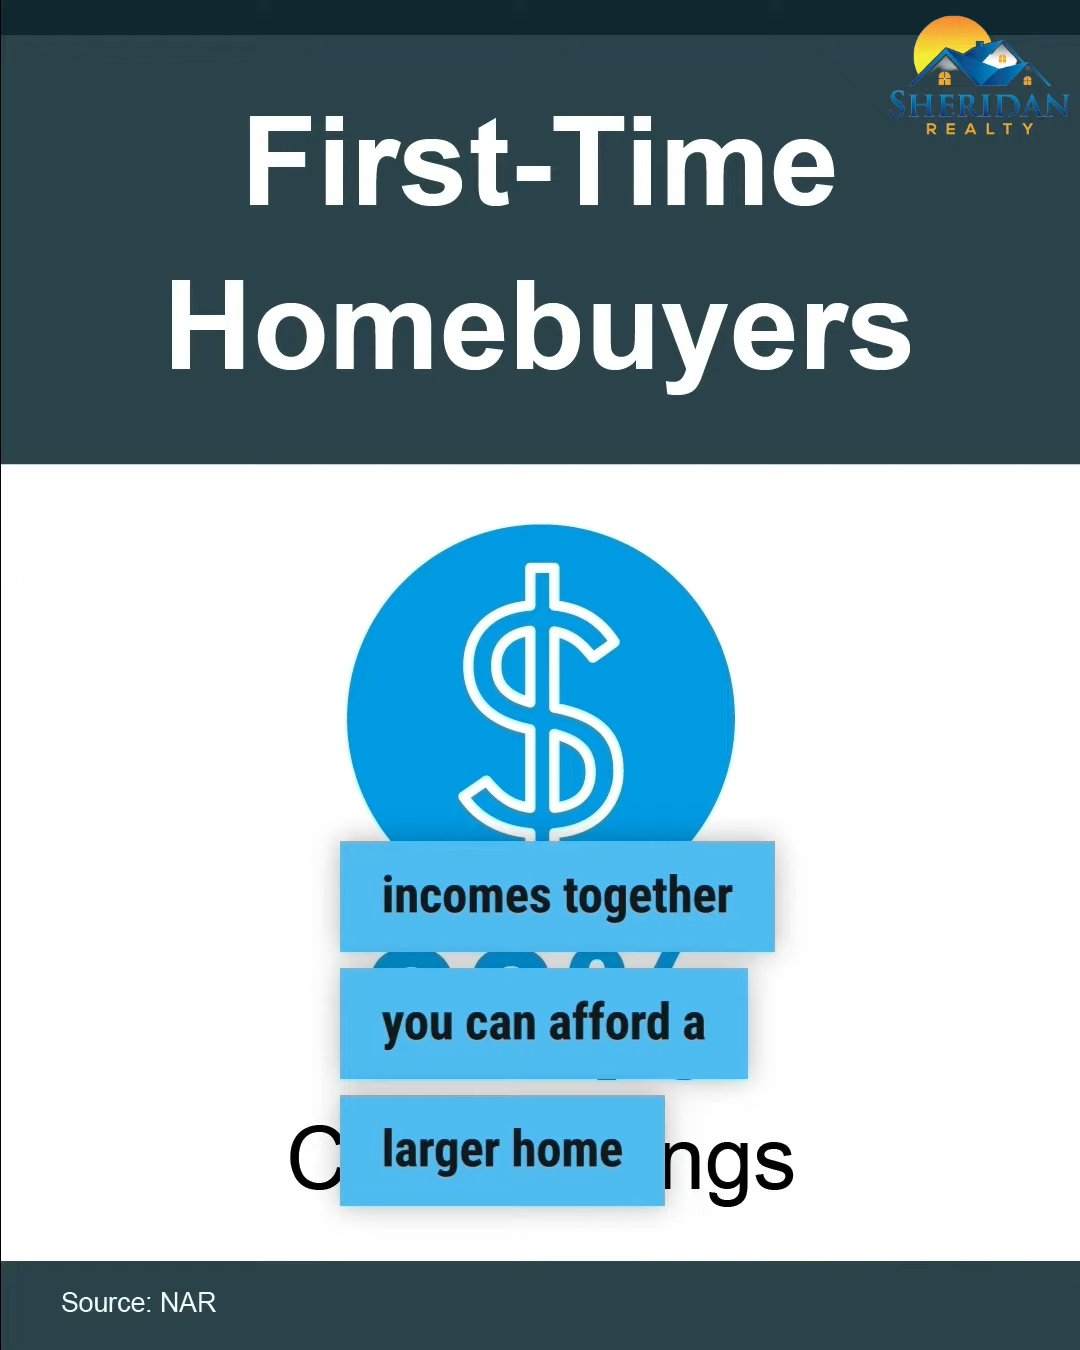 SHERIDAN
REALTY
First-Time
Homebuyers
incomes together
you can afford a
larger home
Source: NAR